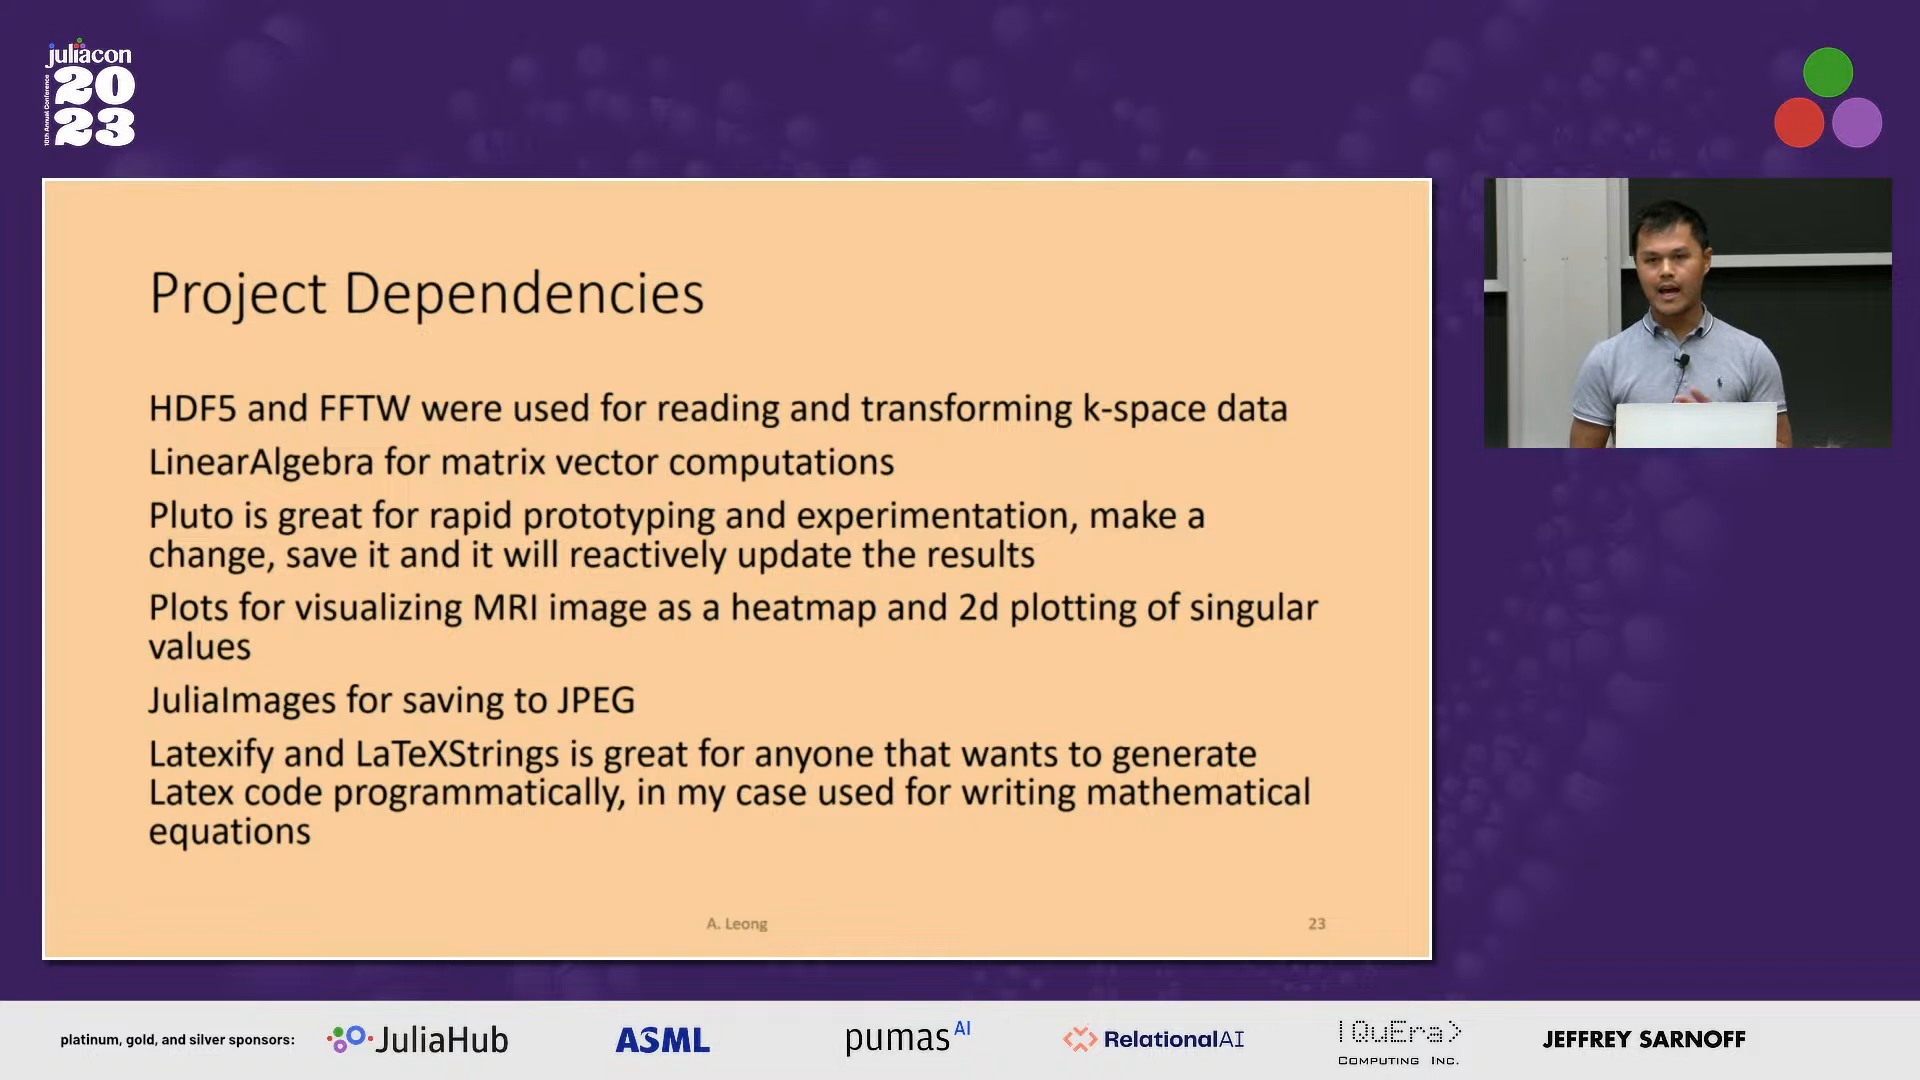 juliacon
20
23
10th Annual Conference
Project Dependencies
HDF5 and FFTW were used for reading and transforming k-space data
LinearAlgebra for matrix vector computations
Pluto is great for rapid prototyping and experimentation, make a
change, save it and it will reactively update the results
Plots for visualizing MRI image as a heatmap and 2d plotting of singular
values
JuliaImages for saving to JPEG
Latexify and LaTeXStrings is great for anyone that wants to generate
Latex code programmatically, in my case used for writing mathematical
equations
A. Leong
23
platinum, gold, and silver sponsors:
JuliaHub
ASML
pumasAI
RelationalAI
|QuEra>
COMPUTING INC.
JEFFREY SARNOFF